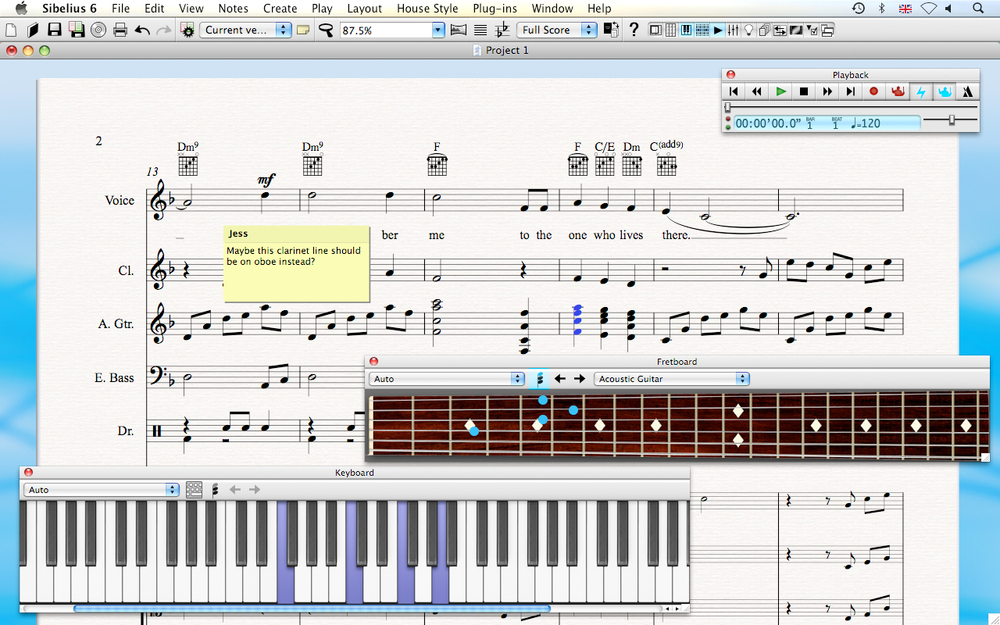 Sibelius 6 File Edit View Notes Create Play Layout House Style Plug-ins Window Help
Current ve... 87.5% Full Score ?
Project 1
Playback
00:00'00.0" BAR 1 BEAT 1 ♩=120
2
Dm9 Dm9 F F C/E Dm C(add9)
13
mf
Voice
ber me to the one who lives there.
Jess
Maybe this clarinet line should
be on oboe instead?
Cl.
A. Gtr.
E. Bass
Fretboard
Auto Acoustic Guitar
Dr.
Keyboard
Auto